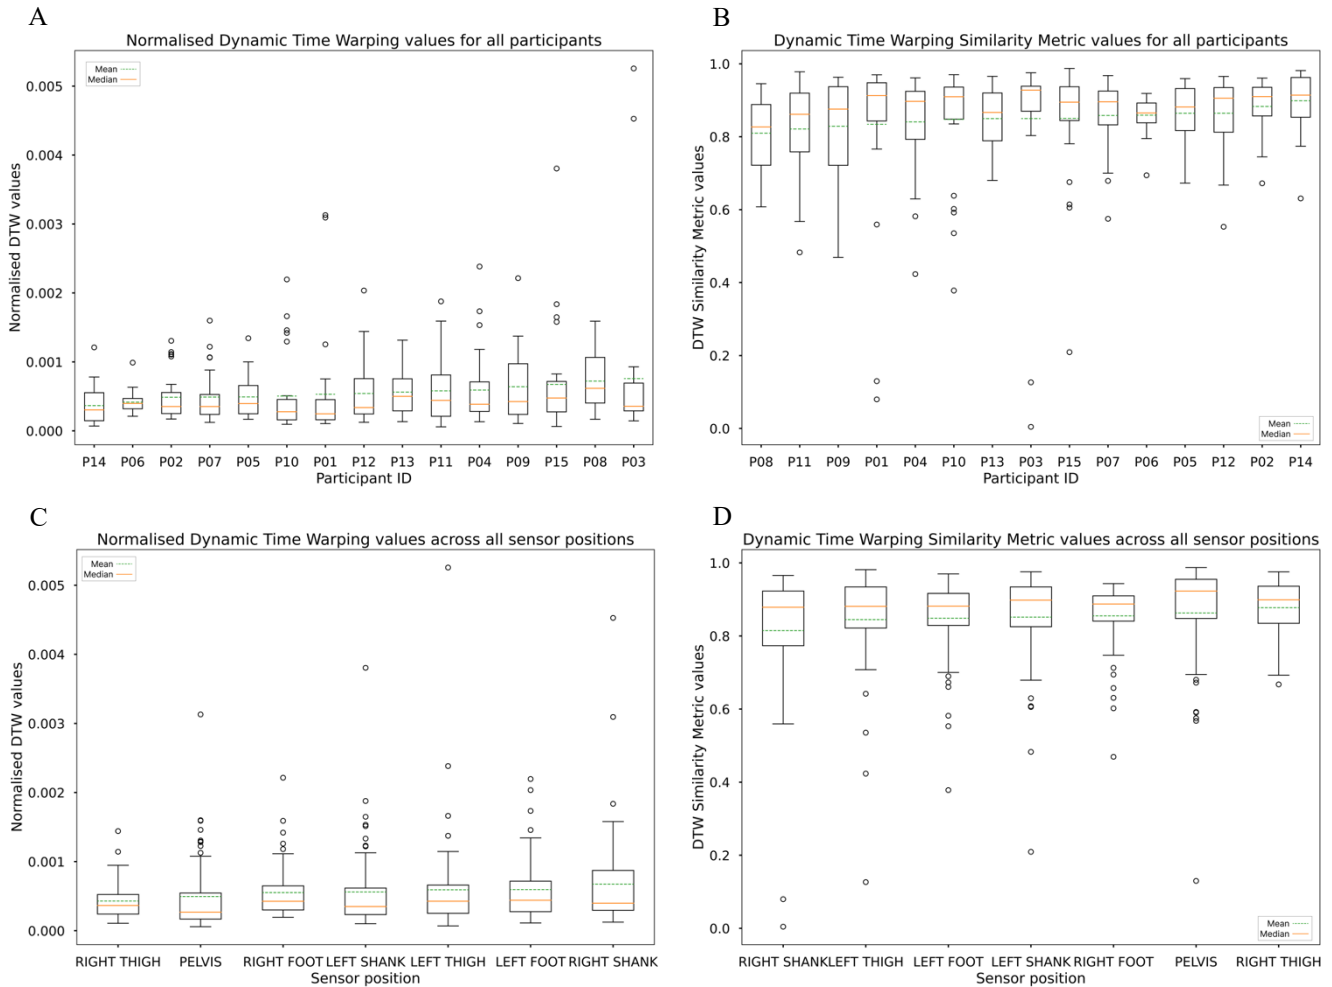 A
Normalised Dynamic Time Warping values for all participants
Mean
Median
Normalised DTW values
0.005
0.004
0.003
0.002
0.001
0.000
P14 P06 P02 P07 P05 P10 P01 P12 P13 P11 P04 P09 P15 P08 P03
Participant ID
B
Dynamic Time Warping Similarity Metric values for all participants
DTW Similarity Metric values
1.0
0.8
0.6
0.4
0.2
0.0
Mean
Median
P08 P11 P09 P01 P04 P10 P13 P03 P15 P07 P06 P05 P12 P02 P14
Participant ID
C
Normalised Dynamic Time Warping values across all sensor positions
Mean
Median
Normalised DTW values
0.005
0.004
0.003
0.002
0.001
0.000
RIGHT THIGH PELVIS RIGHT FOOT LEFT SHANK LEFT THIGH LEFT FOOT RIGHT SHANK
Sensor position
D
Dynamic Time Warping Similarity Metric values across all sensor positions
DTW Similarity Metric values
1.0
0.8
0.6
0.4
0.2
0.0
Mean
Median
RIGHT SHANK LEFT THIGH LEFT FOOT LEFT SHANK RIGHT FOOT PELVIS RIGHT THIGH
Sensor position